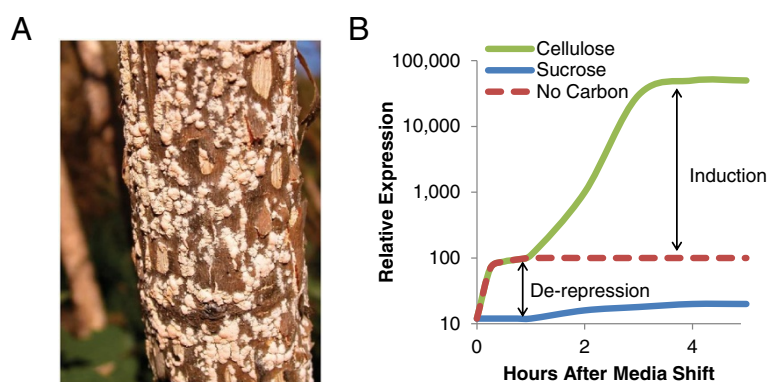 A
B
Cellulose
Sucrose
No Carbon
100,000
10,000
1,000
100
10
Relative Expression
Induction
De-repression
0
2
4
Hours After Media Shift